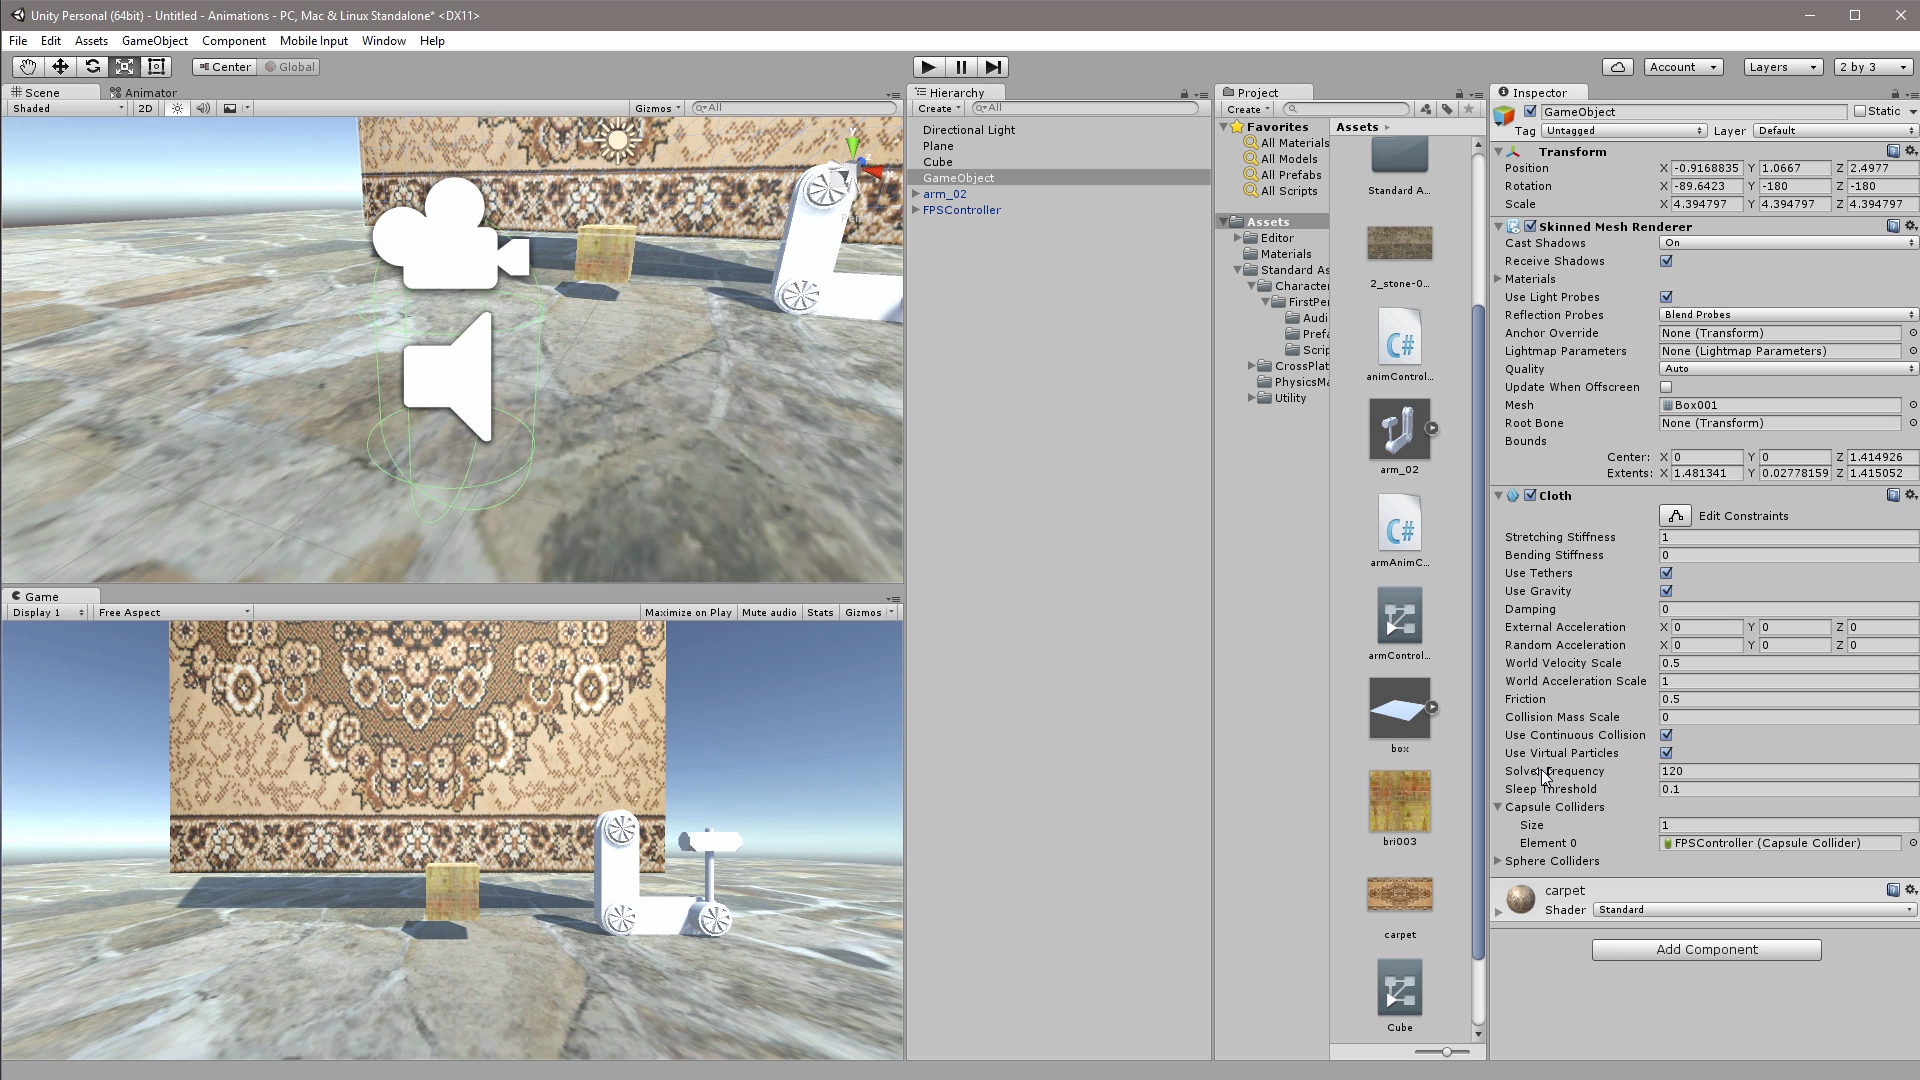 Unity Personal (64bit) - Untitled - Animations - PC, Mac & Linux Standalone* <DX11>
File Edit Assets GameObject Component Mobile Input Window Help
Center Global Account Layers 2 by 3
Scene Animator
Shaded 2D Gizmos All
Game
Display 1 Free Aspect Maximize on Play Mute audio Stats Gizmos
Hierarchy
Create All
Directional Light
Plane
Cube
GameObject
arm_02
FPSController
Project
Create
Favorites
All Materials
All Models
All Prefabs
All Scripts
Assets
Editor
Materials
Standard As
Character
FirstPer
Audi
Prefa
Scrip
CrossPlat
PhysicsMa
Utility
Assets
Standard A...
2_stone-0...
C#
animControl...
arm_02
C#
armAnimC...
armControl...
box
bri003
carpet
Cube
Inspector
GameObject Static
Tag Untagged Layer Default
Transform
Position X -0.9168835 Y 1.0667 Z 2.4977
Rotation X -89.6423 Y -180 Z -180
Scale X 4.394797 Y 4.394797 Z 4.394797
Skinned Mesh Renderer
Cast Shadows On
Receive Shadows
Materials
Use Light Probes
Reflection Probes Blend Probes
Anchor Override None (Transform)
Lightmap Parameters None (Lightmap Parameters)
Quality Auto
Update When Offscreen
Mesh Box001
Root Bone None (Transform)
Bounds
Center: X 0 Y 0 Z 1.414926
Extents: X 1.481341 Y 0.02778159 Z 1.415052
Cloth
Edit Constraints
Stretching Stiffness 1
Bending Stiffness 0
Use Tethers
Use Gravity
Damping 0
External Acceleration X 0 Y 0 Z 0
Random Acceleration X 0 Y 0 Z 0
World Velocity Scale 0.5
World Acceleration Scale 1
Friction 0.5
Collision Mass Scale 0
Use Continuous Collision
Use Virtual Particles
Solver Frequency 120
Sleep Threshold 0.1
Capsule Colliders
Size 1
Element 0 FPSController (Capsule Collider)
Sphere Colliders
carpet
Shader Standard
Add Component